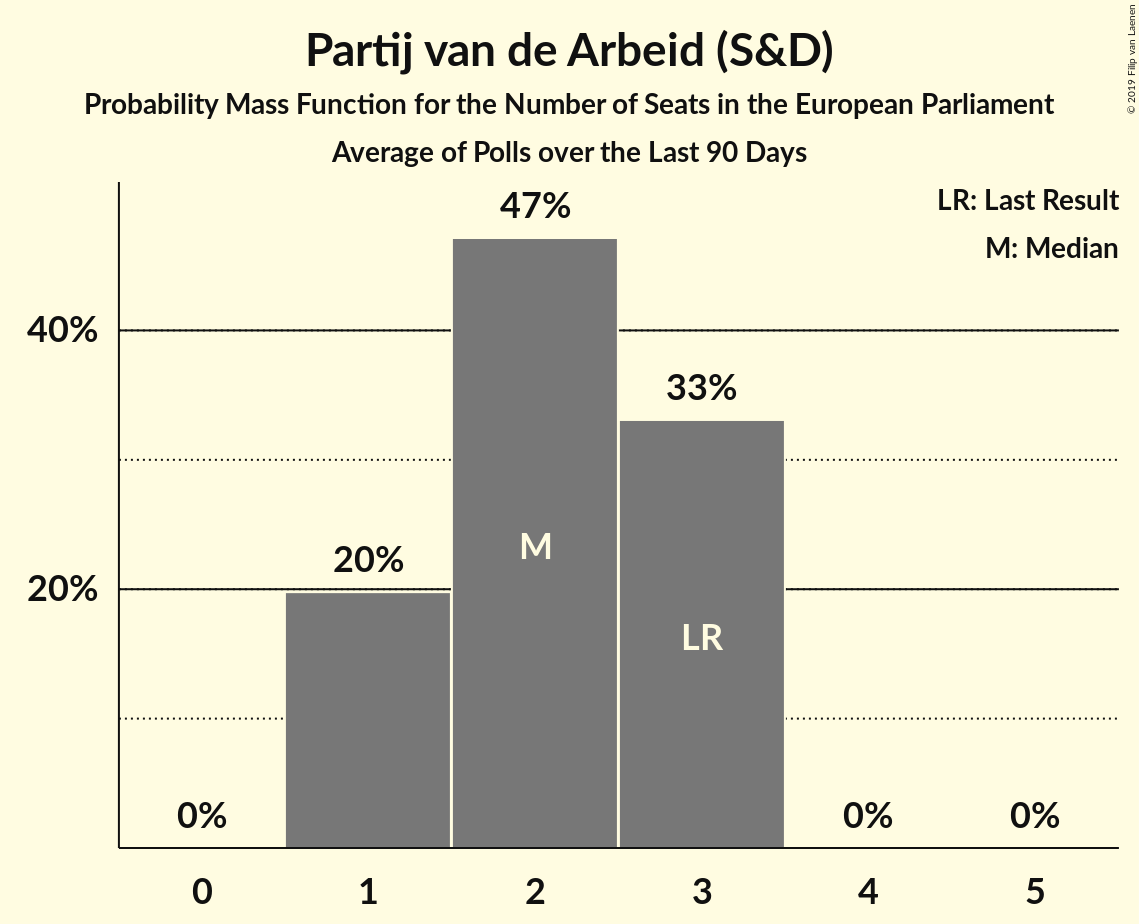 Partij van de Arbeid (S&D)
Probability Mass Function for the Number of Seats in the European Parliament
Average of Polls over the Last 90 Days
© 2019 Filip van Laenen
LR: Last Result
M: Median
47%
40%
33%
M
20%
20%
LR
0%
0%
0%
0 1 2 3 4 5